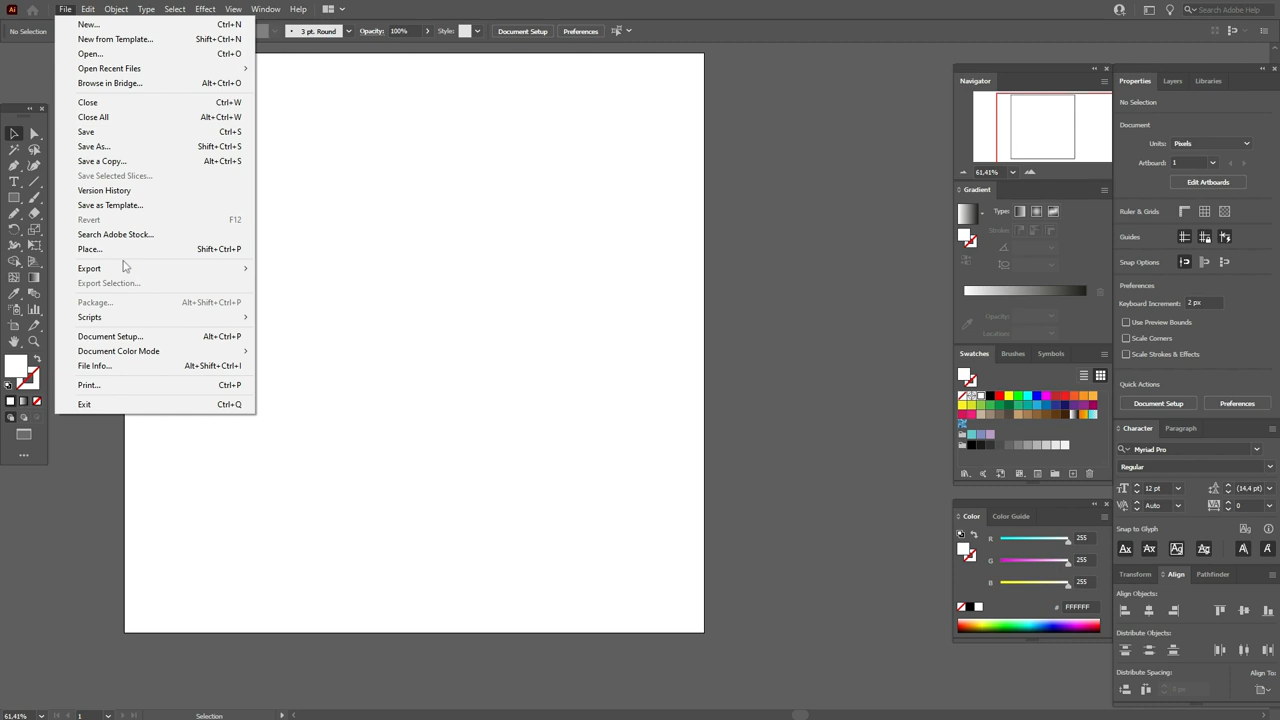 Ai File Edit Object Type Select Effect View Window Help Search Adobe Help
No Selection 3 pt. Round Opacity: 100% Style: Document Setup Preferences
New... Ctrl+N
New from Template... Shift+Ctrl+N
Open... Ctrl+O
Open Recent Files
Browse in Bridge... Alt+Ctrl+O
Close Ctrl+W
Close All Alt+Ctrl+W
Save Ctrl+S
Save As... Shift+Ctrl+S
Save a Copy... Alt+Ctrl+S
Save Selected Slices...
Version History
Save as Template...
Revert F12
Search Adobe Stock...
Place... Shift+Ctrl+P
Export
Export Selection...
Package... Alt+Shift+Ctrl+P
Scripts
Document Setup... Alt+Ctrl+P
Document Color Mode
File Info... Alt+Shift+Ctrl+I
Print... Ctrl+P
Exit Ctrl+Q
Navigator
61,41%
Gradient
Type:
Stroke:
Opacity:
Location:
Swatches Brushes Symbols
Color Color Guide
R 255
G 255
B 255
# FFFFFF
Properties Layers Libraries
No Selection
Document
Units: Pixels
Artboard: 1
Edit Artboards
Ruler & Grids
Guides
Snap Options
Preferences
Keyboard Increment: 2 px
Use Preview Bounds
Scale Corners
Scale Strokes & Effects
Quick Actions
Document Setup Preferences
Character Paragraph
Myriad Pro
Regular
12 pt (14,4 pt)
Auto 0
Snap to Glyph
Transform Align Pathfinder
Align Objects:
Distribute Objects:
Distribute Spacing: Align To:
61,41% 1 Selection